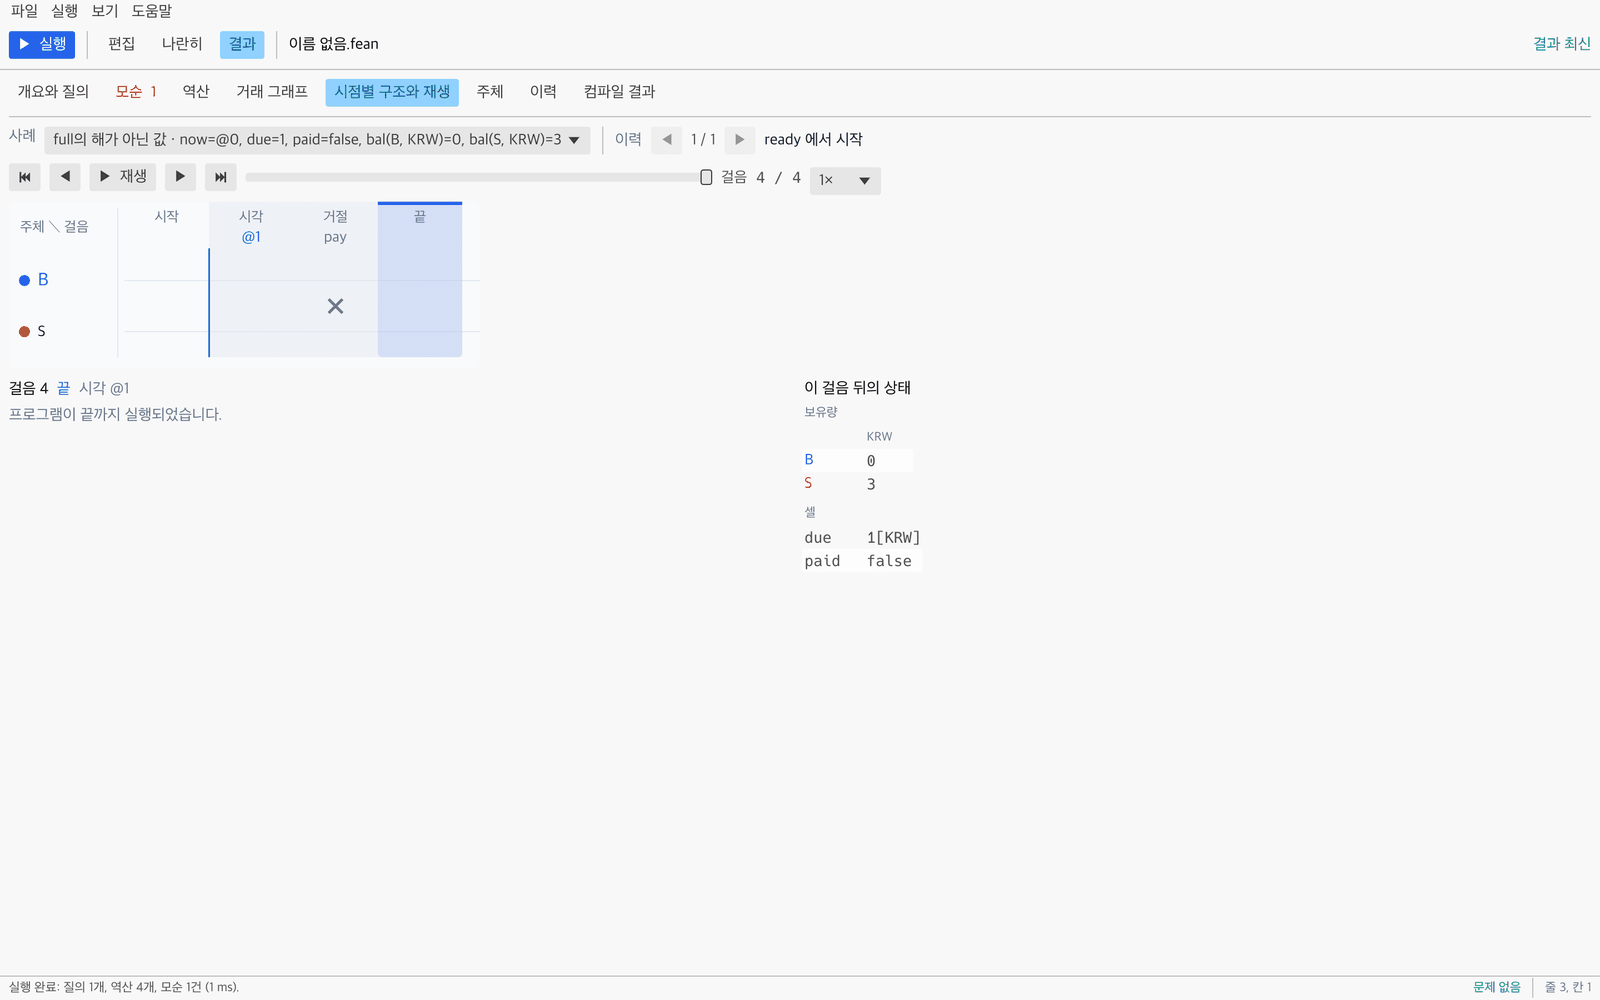 파일 실행 보기 도움말
실행 편집 나란히 결과 이름 없음.fean 결과 최신
개요와 질의 모순 1 역산 거래 그래프 시점별 구조와 재생 주체 이력 컴파일 결과
사례 full의 해가 아닌 값 · now=@0, due=1, paid=false, bal(B, KRW)=0, bal(S, KRW)=3 이력 1 / 1 ready 에서 시작
재생 걸음 4 / 4 1×
주체 ＼ 걸음 시작 시각 거절 끝
@1 pay
B
S
걸음 4 끝 시각 @1
프로그램이 끝까지 실행되었습니다.
이 걸음 뒤의 상태
보유량
KRW
B 0
S 3
셀
due 1[KRW]
paid false
실행 완료: 질의 1개, 역산 4개, 모순 1건 (1 ms). 문제 없음 줄 3, 칸 1